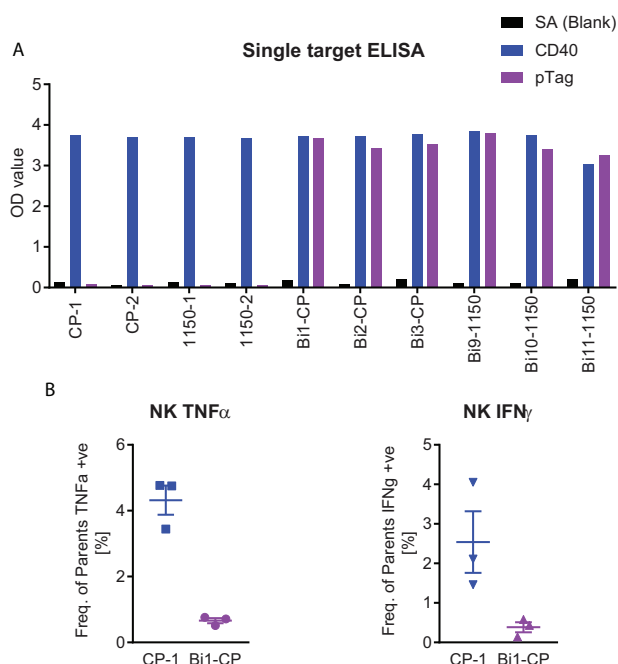 SA (Blank)
CD40
pTag
A
Single target ELISA
OD value
5
4
3
2
1
0
CP-1
CP-2
1150-1
1150-2
Bi1-CP
Bi2-CP
Bi3-CP
Bi9-1150
Bi10-1150
Bi11-1150
B
NK TNFα
Freq. of Parents TNFa +ve
[%]
6
4
2
0
CP-1 Bi1-CP
NK IFNγ
Freq. of Parents IFNg +ve
[%]
5
4
3
2
1
0
CP-1 Bi1-CP